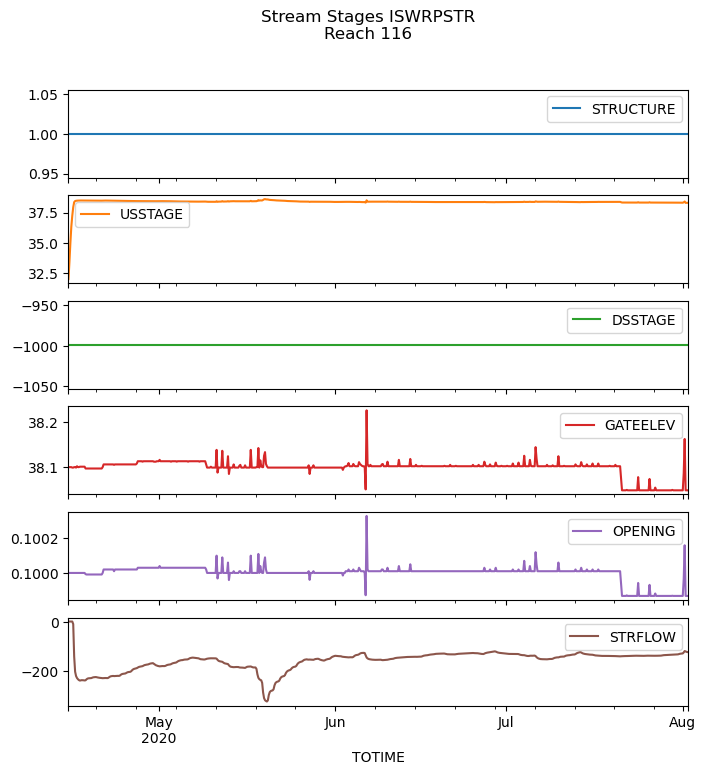 Stream Stages ISWRPSTR
Reach 116
1.05
1.00
0.95
STRUCTURE
37.5
35.0
32.5
USSTAGE
−950
−1000
−1050
DSSTAGE
38.2
38.1
GATEELEV
0.1002
0.1000
OPENING
0
−200
STRFLOW
May
2020
Jun
Jul
Aug
TOTIME